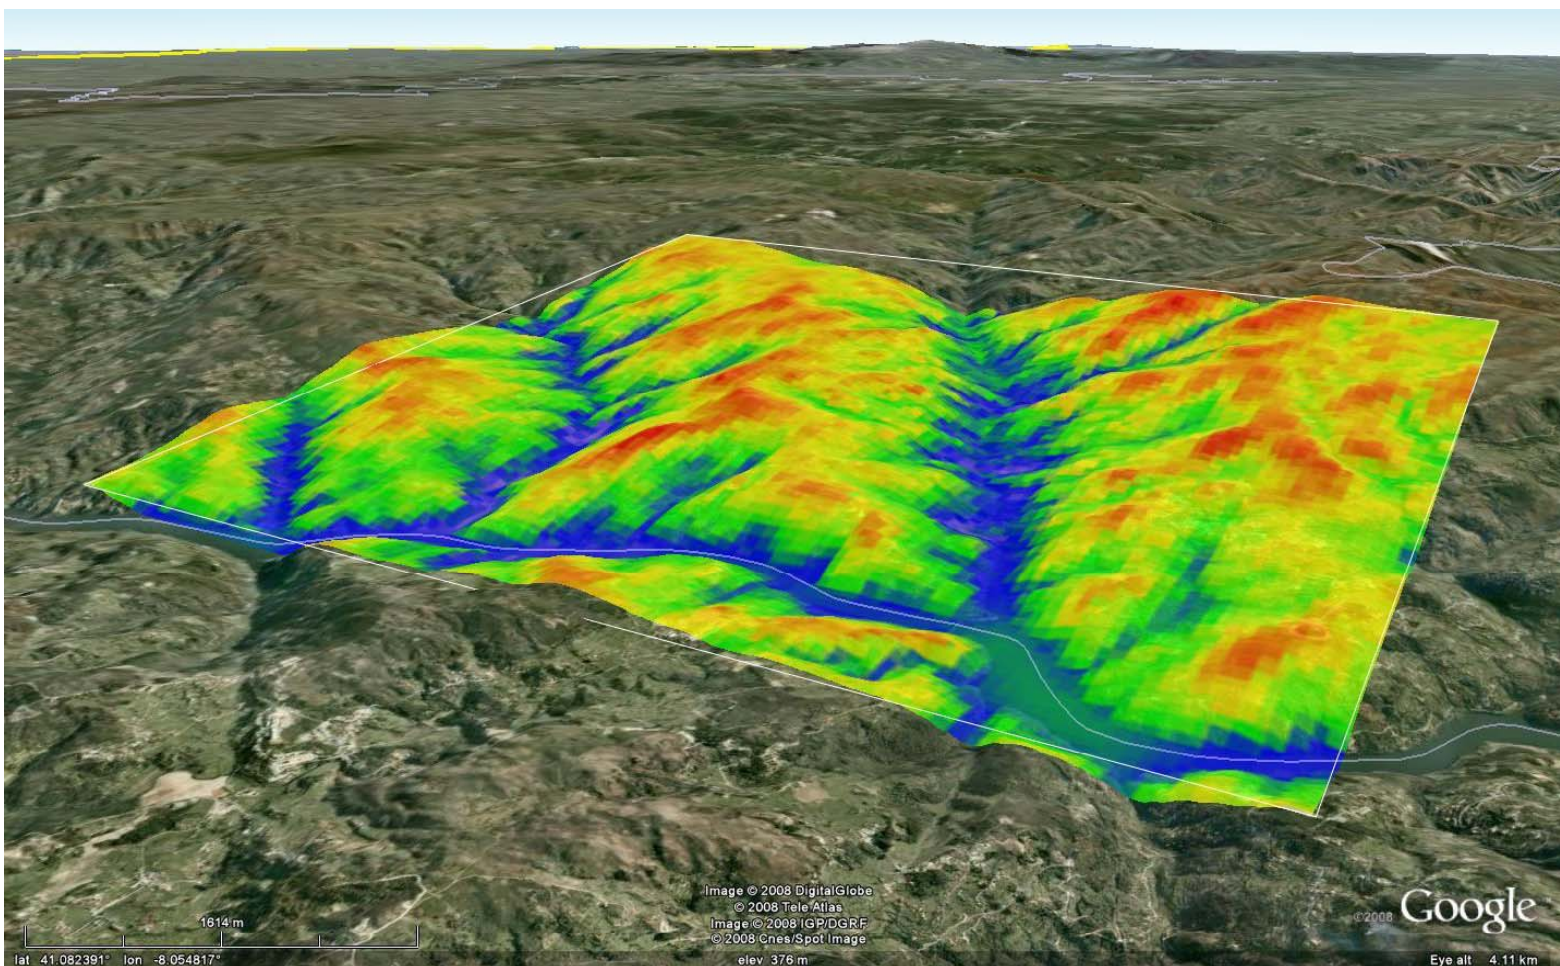 Image © 2008 DigitalGlobe
© 2008 Tele Atlas
Image © 2008 IGP/DGRF
© 2008 Cnes/Spot Image
©2008 Google
1614 m
lat 41.082391° lon -8.054817° elev 376 m Eye alt 4.11 km